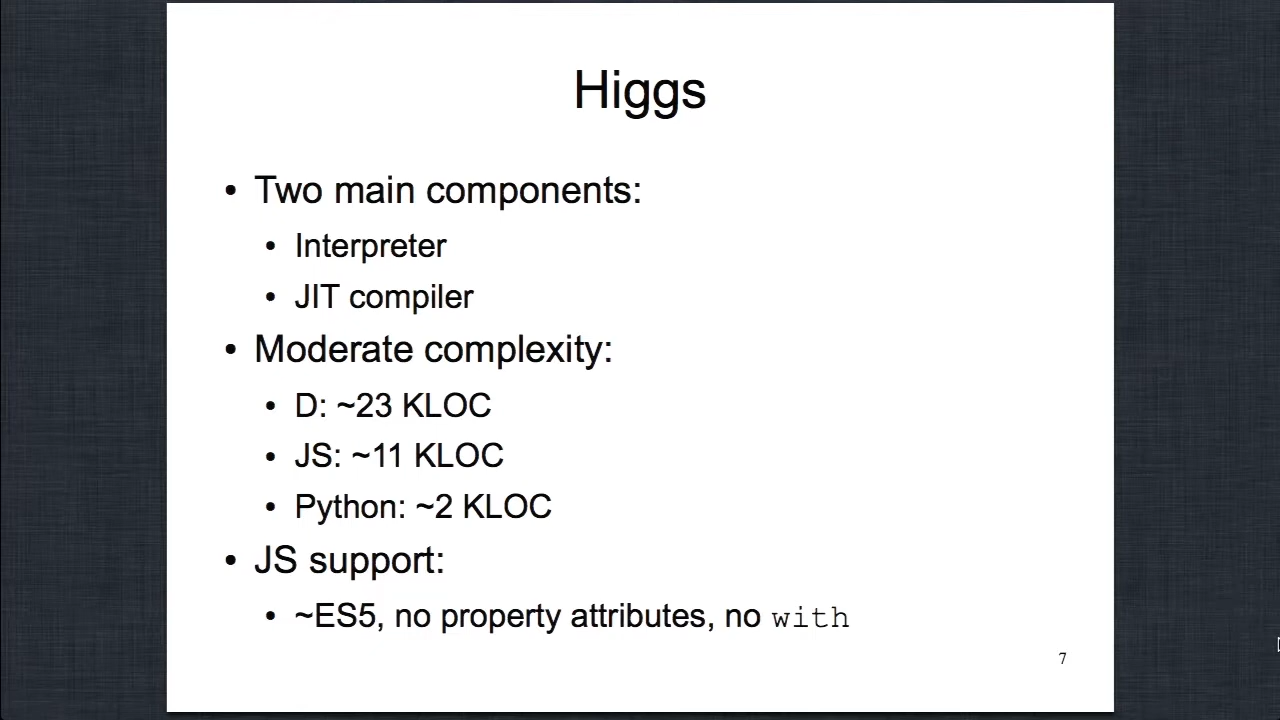 Higgs
• Two main components:
• Interpreter
• JIT compiler
• Moderate complexity:
• D: ~23 KLOC
• JS: ~11 KLOC
• Python: ~2 KLOC
• JS support:
• ~ES5, no property attributes, no with
7